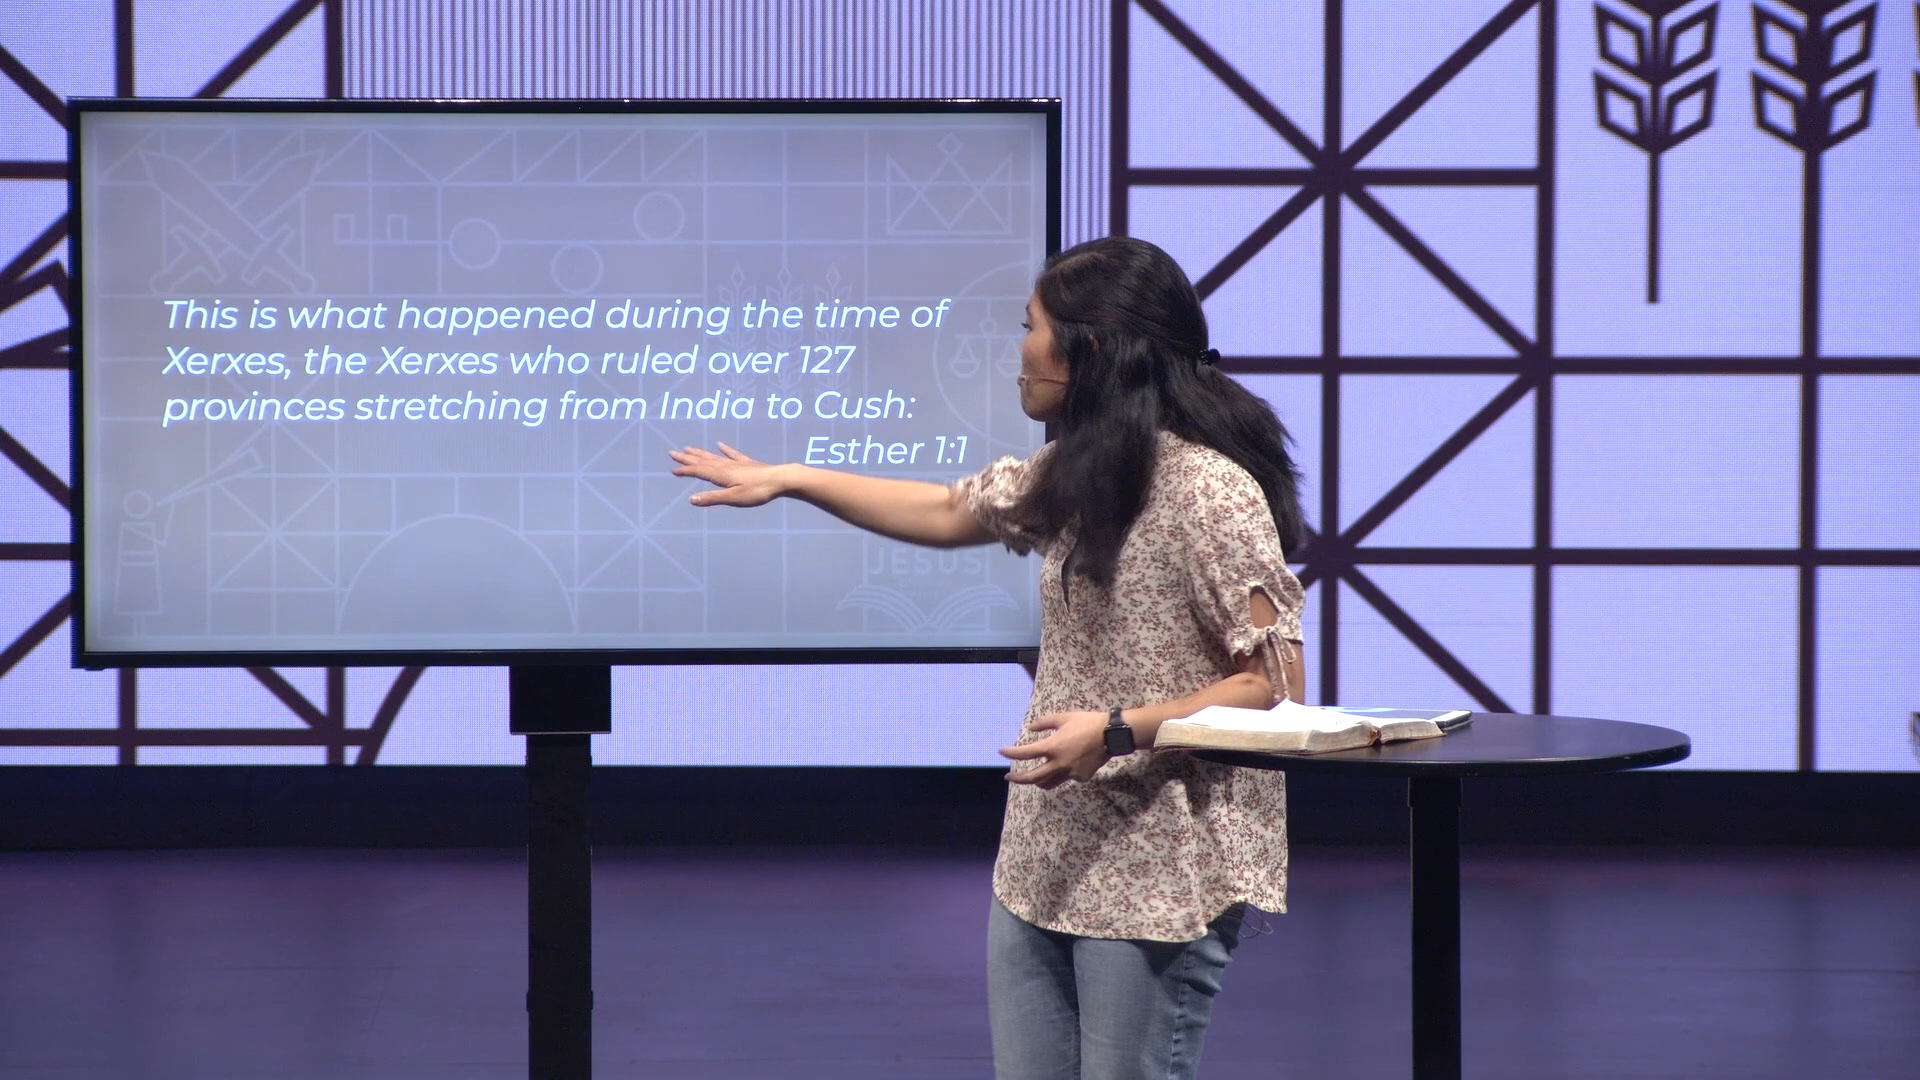 This is what happened during the time of
Xerxes, the Xerxes who ruled over 127
provinces stretching from India to Cush:
Esther 1:1
JESUS